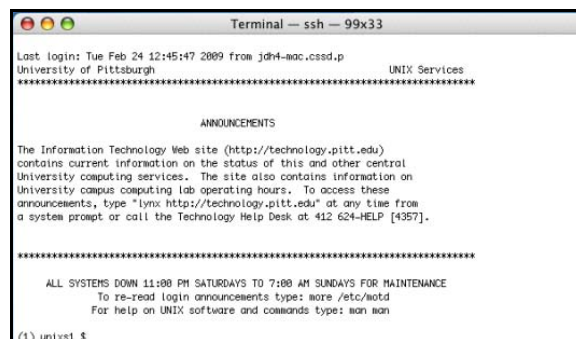 Terminal — ssh — 99x33
Last login: Tue Feb 24 12:45:47 2009 from jdh4-mac.cssd.p
University of Pittsburgh UNIX Services
********************************************************************************
ANNOUNCEMENTS
The Information Technology Web site (http://technology.pitt.edu)
contains current information on the status of this and other central
University computing services. The site also contains information on
University campus computing lab operating hours. To access these
announcements, type "lynx http://technology.pitt.edu" at any time from
a system prompt or call the Technology Help Desk at 412 624-HELP [4357].
********************************************************************************
ALL SYSTEMS DOWN 11:00 PM SATURDAYS TO 7:00 AM SUNDAYS FOR MAINTENANCE
To re-read login announcements type: more /etc/motd
For help on UNIX software and commands type: man man
(1) unixs1 $